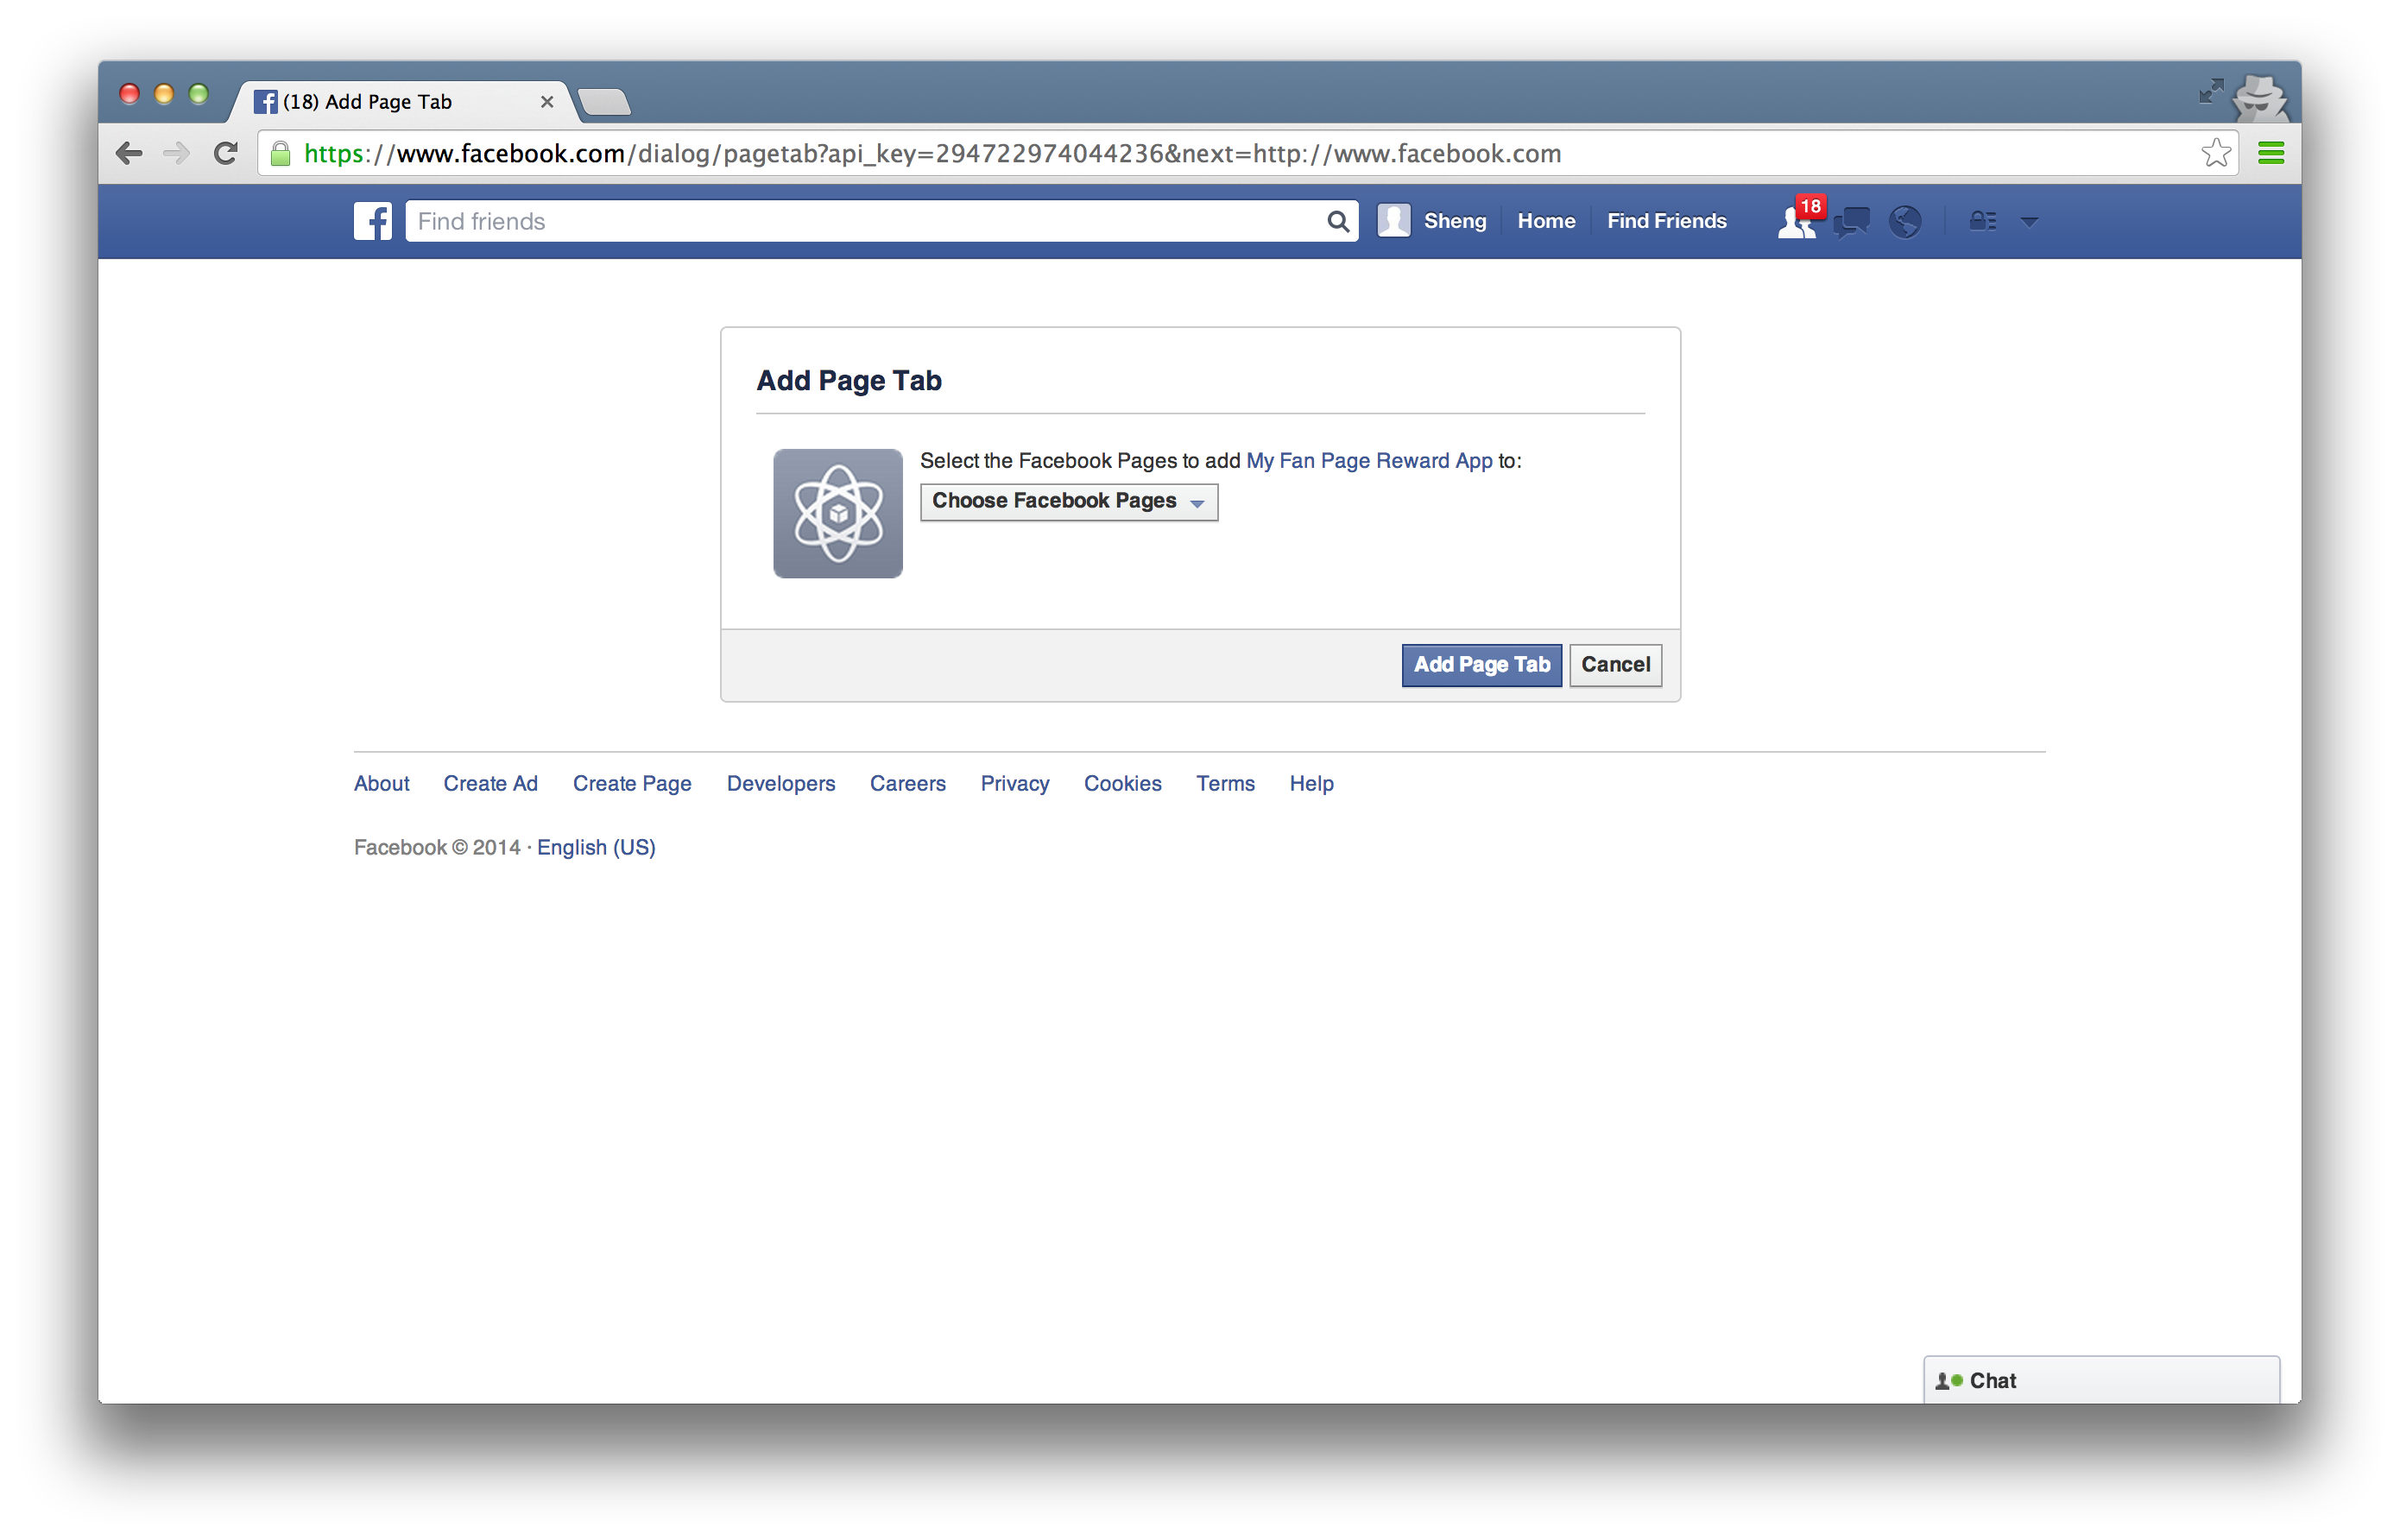 (18) Add Page Tab
https://www.facebook.com/dialog/pagetab?api_key=294722974044236&next=http://www.facebook.com
Find friends Sheng Home Find Friends 18
Add Page Tab
Select the Facebook Pages to add My Fan Page Reward App to:
Choose Facebook Pages
Add Page Tab Cancel
About Create Ad Create Page Developers Careers Privacy Cookies Terms Help
Facebook © 2014 · English (US)
Chat